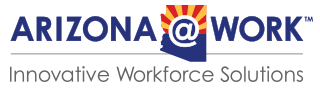 ARIZONA @ WORK™
Innovative Workforce Solutions